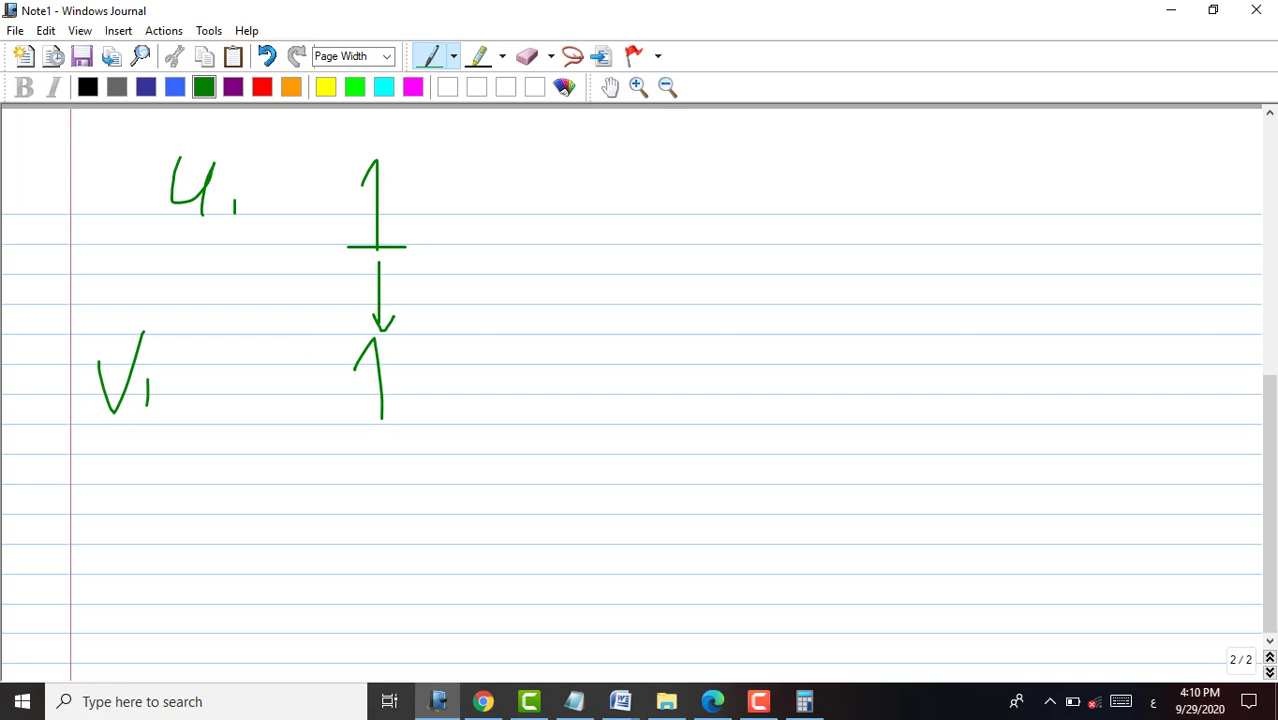 Note1 - Windows Journal
File Edit View Insert Actions Tools Help
Page Width
B I
u₁ 1
↓
V₁ 1
2 / 2
Type here to search
ع
4:10 PM
9/29/2020